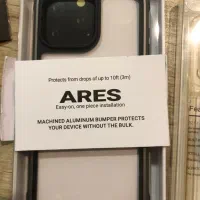 Protects from drops of up to 10ft (3m)
ARES
Easy-on, one piece installation
MACHINED ALUMINUM BUMPER PROTECTS
YOUR DEVICE WITHOUT THE BULK.